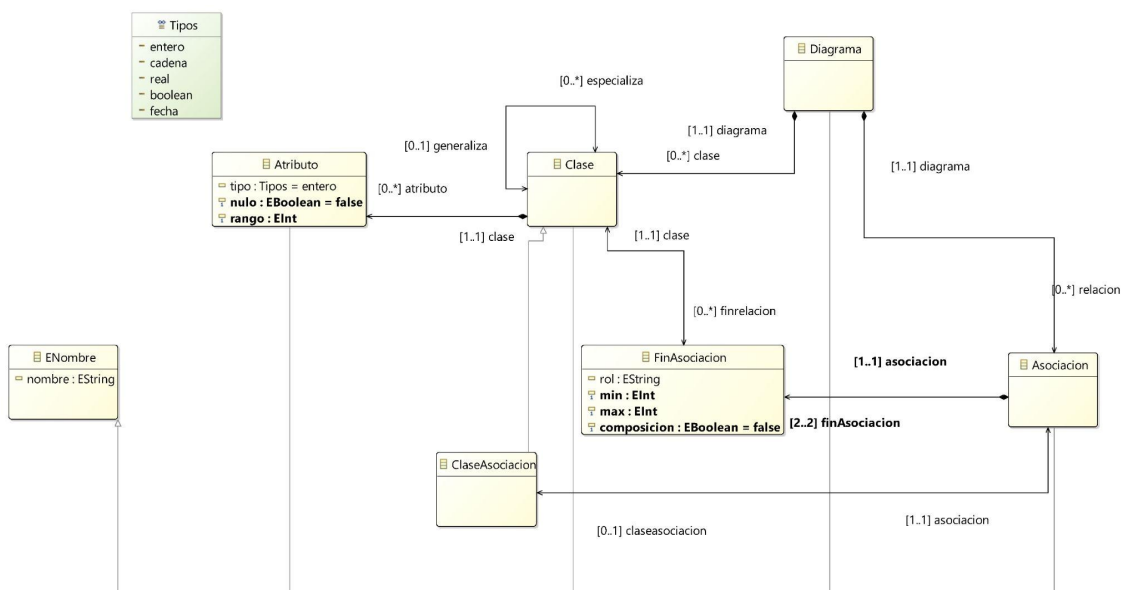 Tipos
entero
cadena
real
boolean
fecha
Diagrama
[0..*] especializa
[1..1] diagrama
[0..1] generaliza
[0..*] clase
[1..1] diagrama
Atributo
tipo : Tipos = entero
nulo : EBoolean = false
rango : EInt
[0..*] atributo
Clase
[1..1] clase
[1..1] clase
[0..*] relacion
[0..*] finrelacion
ENombre
nombre : EString
FinAsociacion
rol : EString
min : EInt
max : EInt
composicion : EBoolean = false
[1..1] asociacion
Asociacion
[2..2] finAsociacion
ClaseAsociacion
[1..1] asociacion
[0..1] claseasociacion